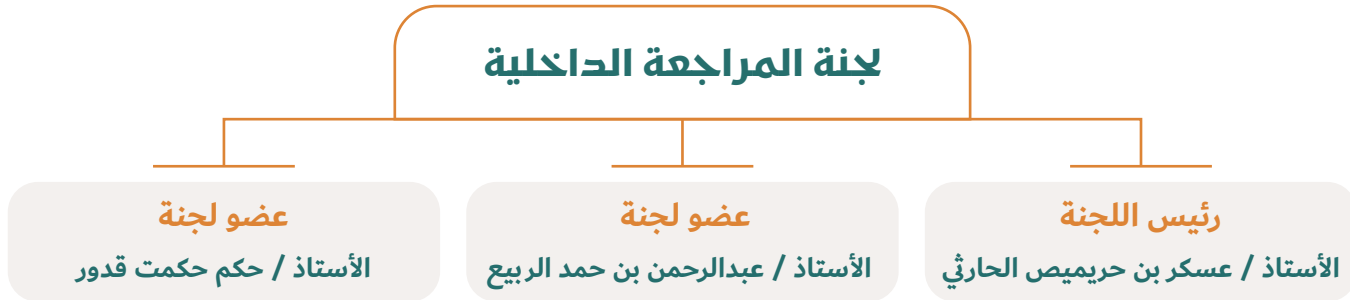 لجنة المراجعة الداخلية
رئيس اللجنة
الأستاذ / عسكر بن حريميص الحارثي
عضو لجنة
الأستاذ / عبدالرحمن بن حمد الربيع
عضو لجنة
الأستاذ / حكم حكمت قدور